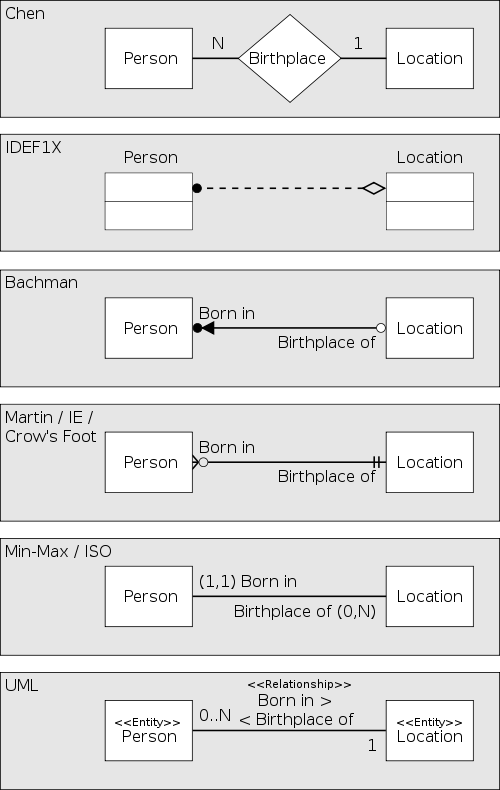 Chen
Person
N
Birthplace
1
Location
IDEF1X
Person
Location
Bachman
Person
Born in
Birthplace of
Location
Martin / IE /
Crow's Foot
Person
Born in
Birthplace of
Location
Min-Max / ISO
Person
(1,1) Born in
Birthplace of (0,N)
Location
UML
<<Entity>>
Person
0..N
<<Relationship>>
Born in >
< Birthplace of
1
<<Entity>>
Location